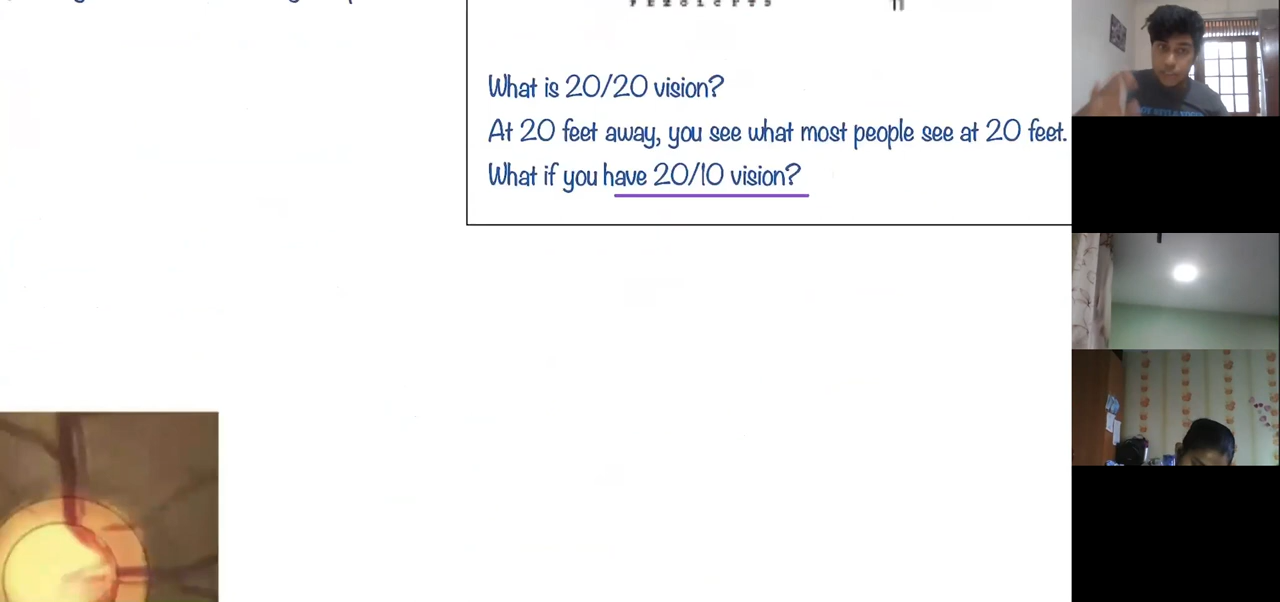 What is 20/20 vision?
At 20 feet away, you see what most people see at 20 feet.
What if you have 20/10 vision?